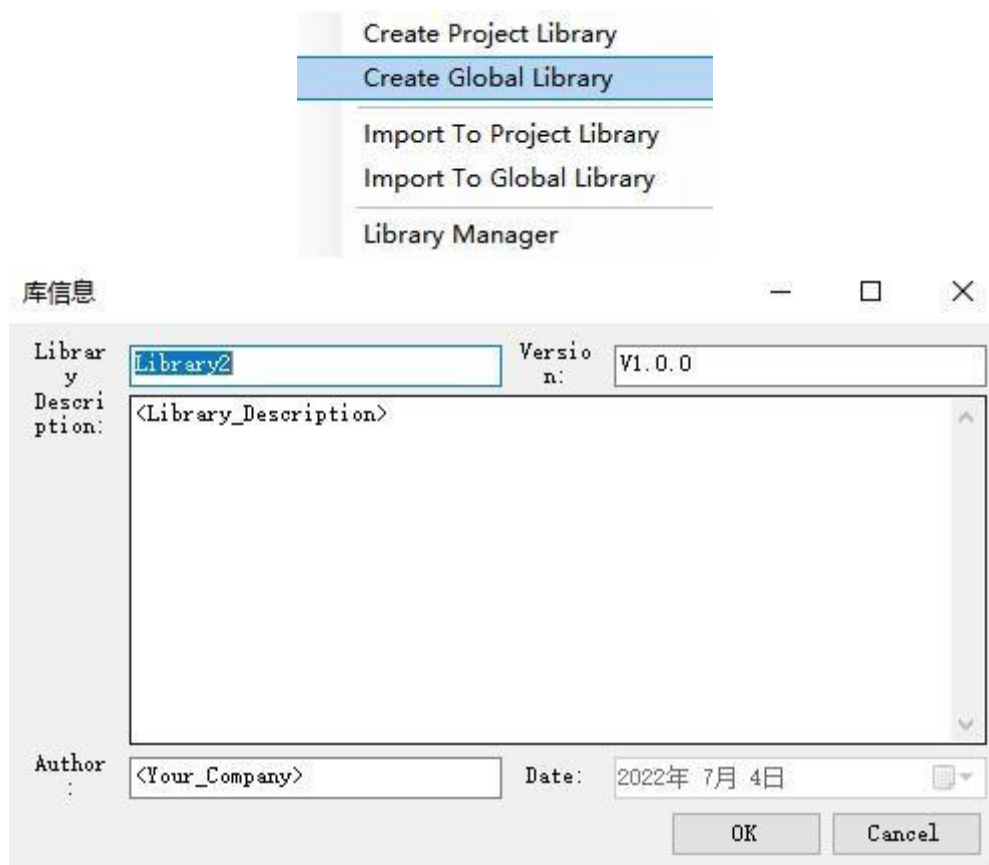 Create Project Library
Create Global Library
Import To Project Library
Import To Global Library
Library Manager
库信息
Librar
y
Library2
Versio
n:
V1.0.0
Descri
ption:
<Library_Description>
Author
:
<Your_Company>
Date:
2022年 7月 4日
OK
Cancel